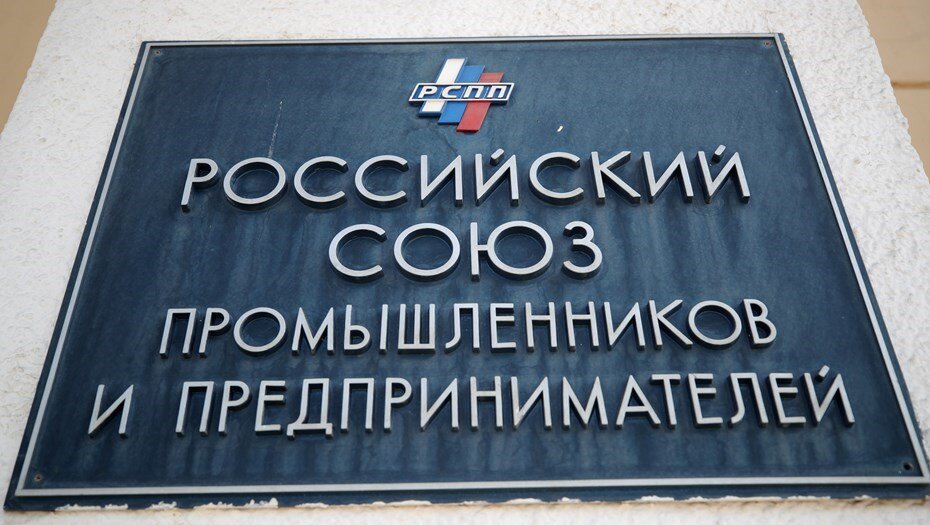 РСПП
РОССИЙСКИЙ
СОЮЗ
ПРОМЫШЛЕННИКОВ
И ПРЕДПРИНИМАТЕЛЕЙ